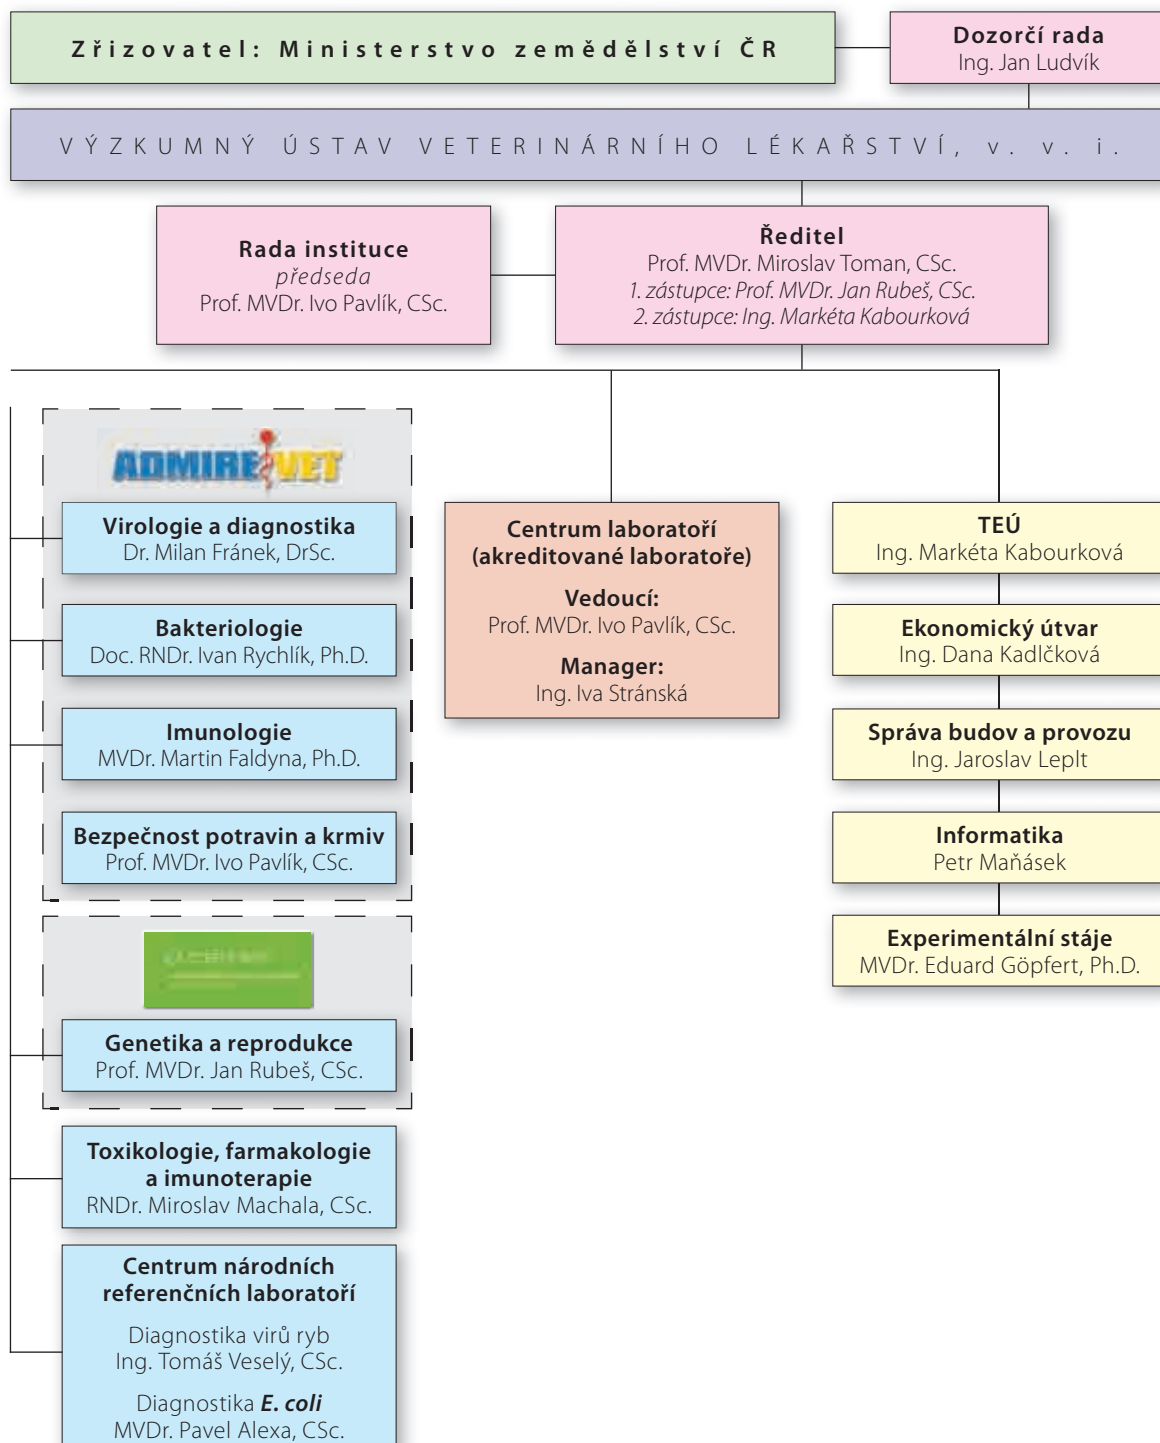 Zřizovatel: Ministerstvo zemědělství ČR
Dozorčí rada
Ing. Jan Ludvík
VÝZKUMNÝ ÚSTAV VETERINÁRNÍHO LÉKAŘSTVÍ, v. v. i.
Rada instituce
předseda
Prof. MVDr. Ivo Pavlík, CSc.
Ředitel
Prof. MVDr. Miroslav Toman, CSc.
1. zástupce: Prof. MVDr. Jan Rubeš, CSc.
2. zástupce: Ing. Markéta Kabourková
ADMIREVET
Virologie a diagnostika
Dr. Milan Fránek, DrSc.
Bakteriologie
Doc. RNDr. Ivan Rychlík, Ph.D.
Imunologie
MVDr. Martin Faldyna, Ph.D.
Bezpečnost potravin a krmiv
Prof. MVDr. Ivo Pavlík, CSc.
Genetika a reprodukce
Prof. MVDr. Jan Rubeš, CSc.
Toxikologie, farmakologie
a imunoterapie
RNDr. Miroslav Machala, CSc.
Centrum národních
referenčních laboratoří
Diagnostika virů ryb
Ing. Tomáš Veselý, CSc.
Diagnostika E. coli
MVDr. Pavel Alexa, CSc.
Centrum laboratoří
(akreditované laboratoře)
Vedoucí:
Prof. MVDr. Ivo Pavlík, CSc.
Manager:
Ing. Iva Stránská
TEÚ
Ing. Markéta Kabourková
Ekonomický útvar
Ing. Dana Kadlčková
Správa budov a provozu
Ing. Jaroslav Leplt
Informatika
Petr Maňásek
Experimentální stáje
MVDr. Eduard Göpfert, Ph.D.